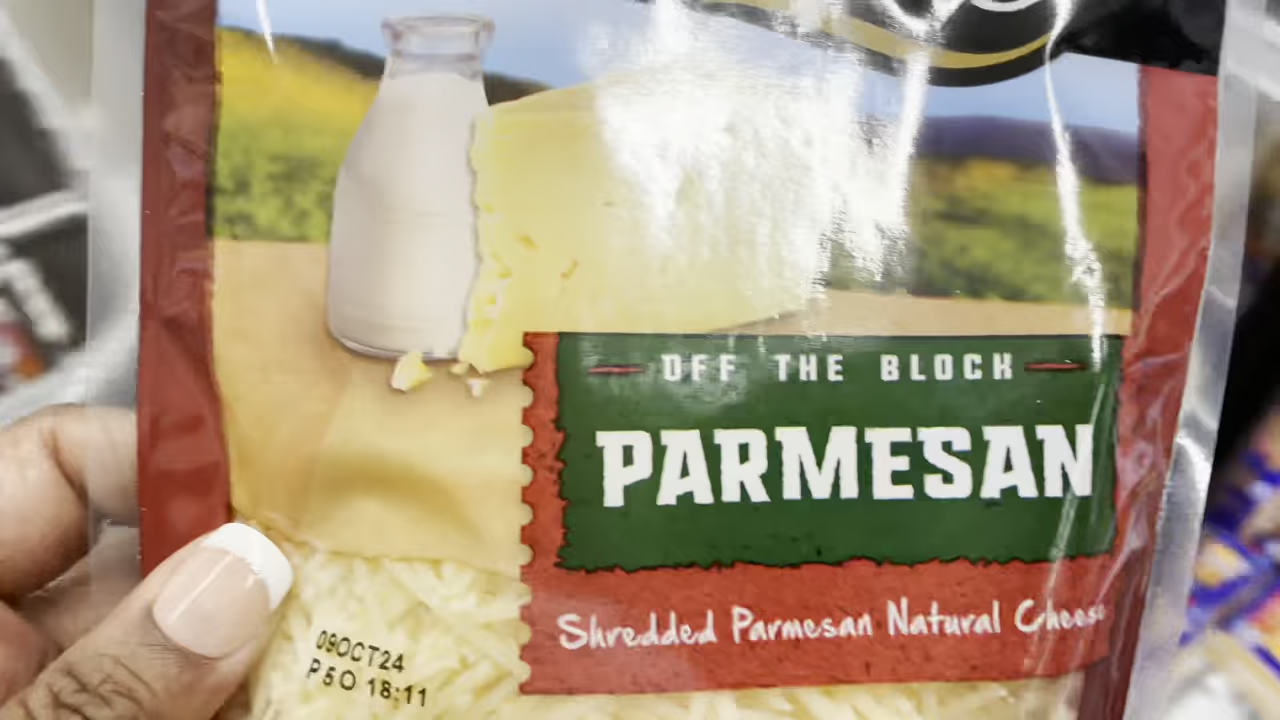 OFF THE BLOCK
PARMESAN
Shredded Parmesan Natural Cheese
09OCT24
P5O 18:11